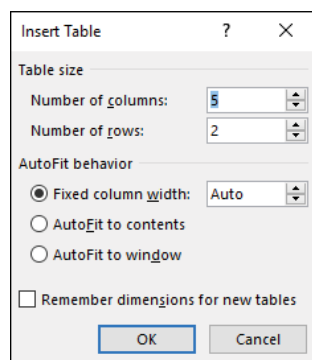 Insert Table ?
Table size
Number of columns: 5
Number of rows: 2
AutoFit behavior
Fixed column width: Auto
AutoFit to contents
AutoFit to window
Remember dimensions for new tables
OK Cancel